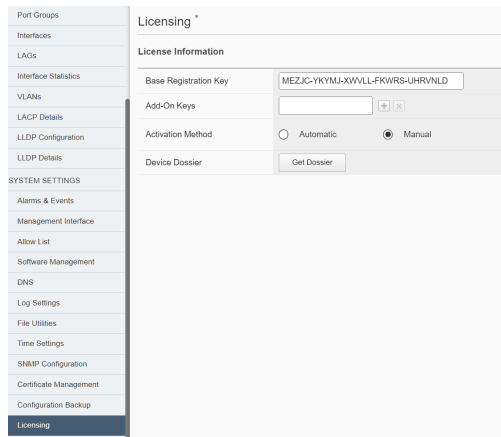 Port Groups
Interfaces
LAGs
Interface Statistics
VLANs
LACP Details
LLDP Configuration
LLDP Details
SYSTEM SETTINGS
Alarms & Events
Management Interface
Allow List
Software Management
DNS
Log Settings
File Utilities
Time Settings
SNMP Configuration
Certificate Management
Configuration Backup
Licensing
Licensing *
License Information
Base Registration Key MEZJC-YKYMJ-XWVLL-FKWRS-UHRVNLD
Add-On Keys + x
Activation Method Automatic Manual
Device Dossier Get Dossier